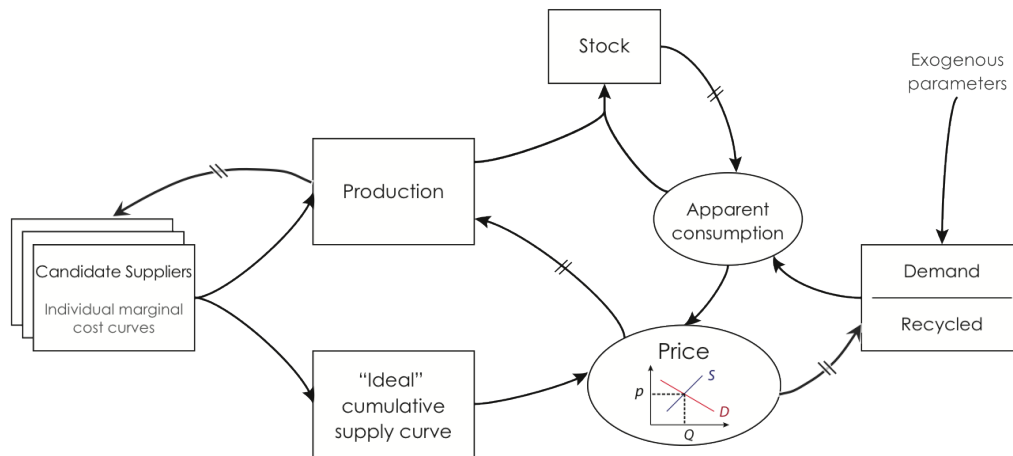 Stock
Exogenous
parameters
Production
Apparent
consumption
Candidate Suppliers
Individual marginal
cost curves
Demand
Recycled
"Ideal"
cumulative
supply curve
Price
S
p
D
Q